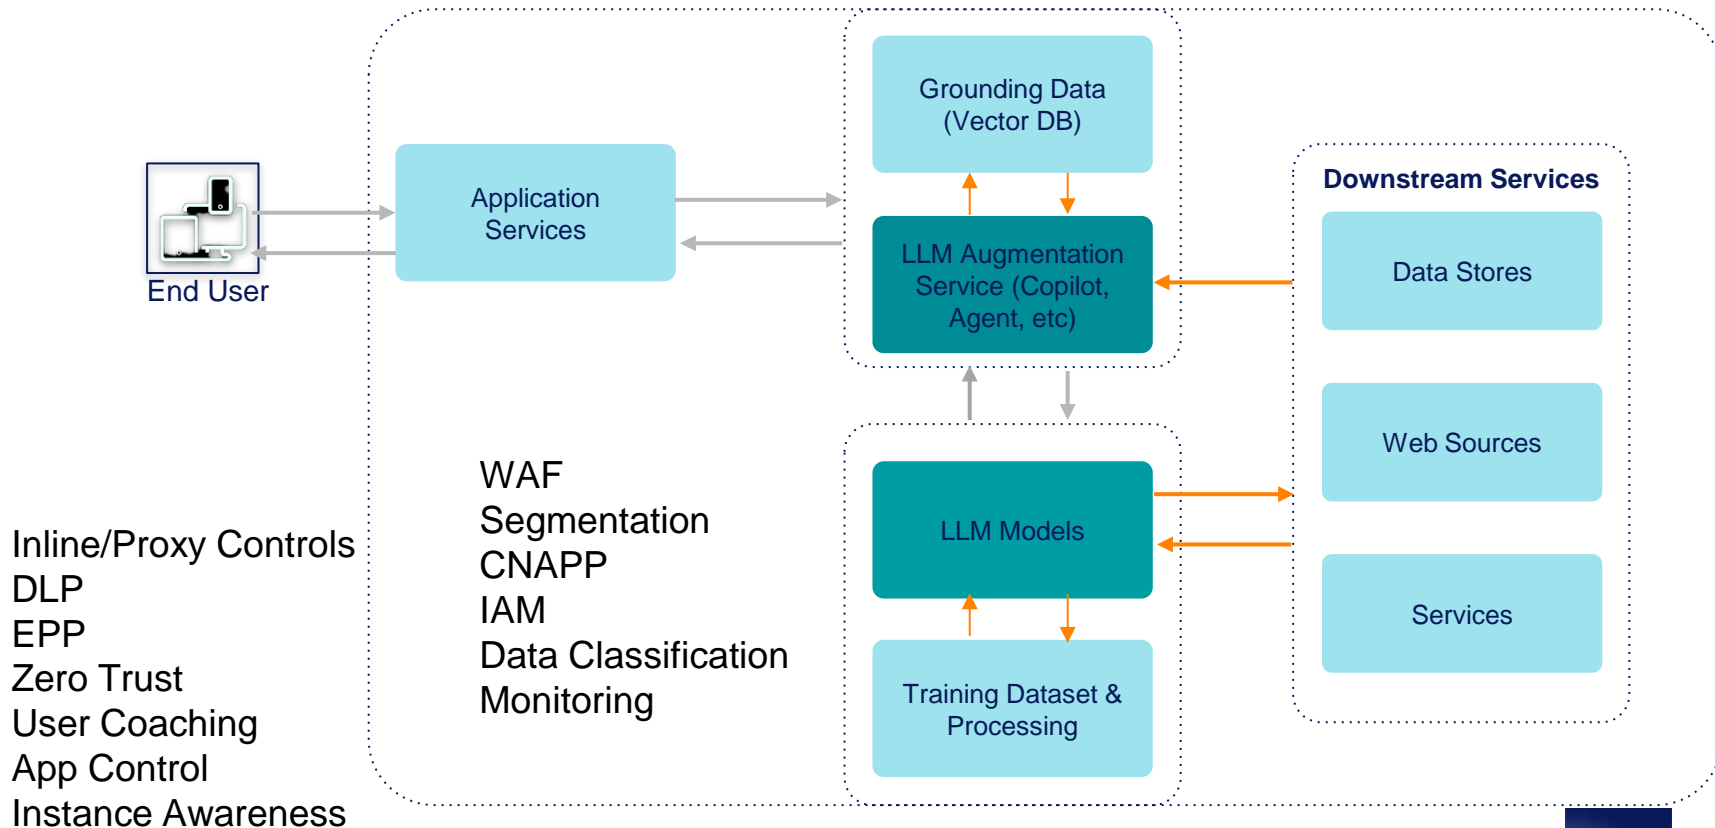 Grounding Data
(Vector DB)
Downstream Services
Application
Services
LLM Augmentation
Service (Copilot,
Agent, etc)
Data Stores
End User
Web Sources
WAF
Segmentation
CNAPP
IAM
Data Classification
Monitoring
LLM Models
Inline/Proxy Controls
DLP
EPP
Zero Trust
User Coaching
App Control
Instance Awareness
Services
Training Dataset &
Processing